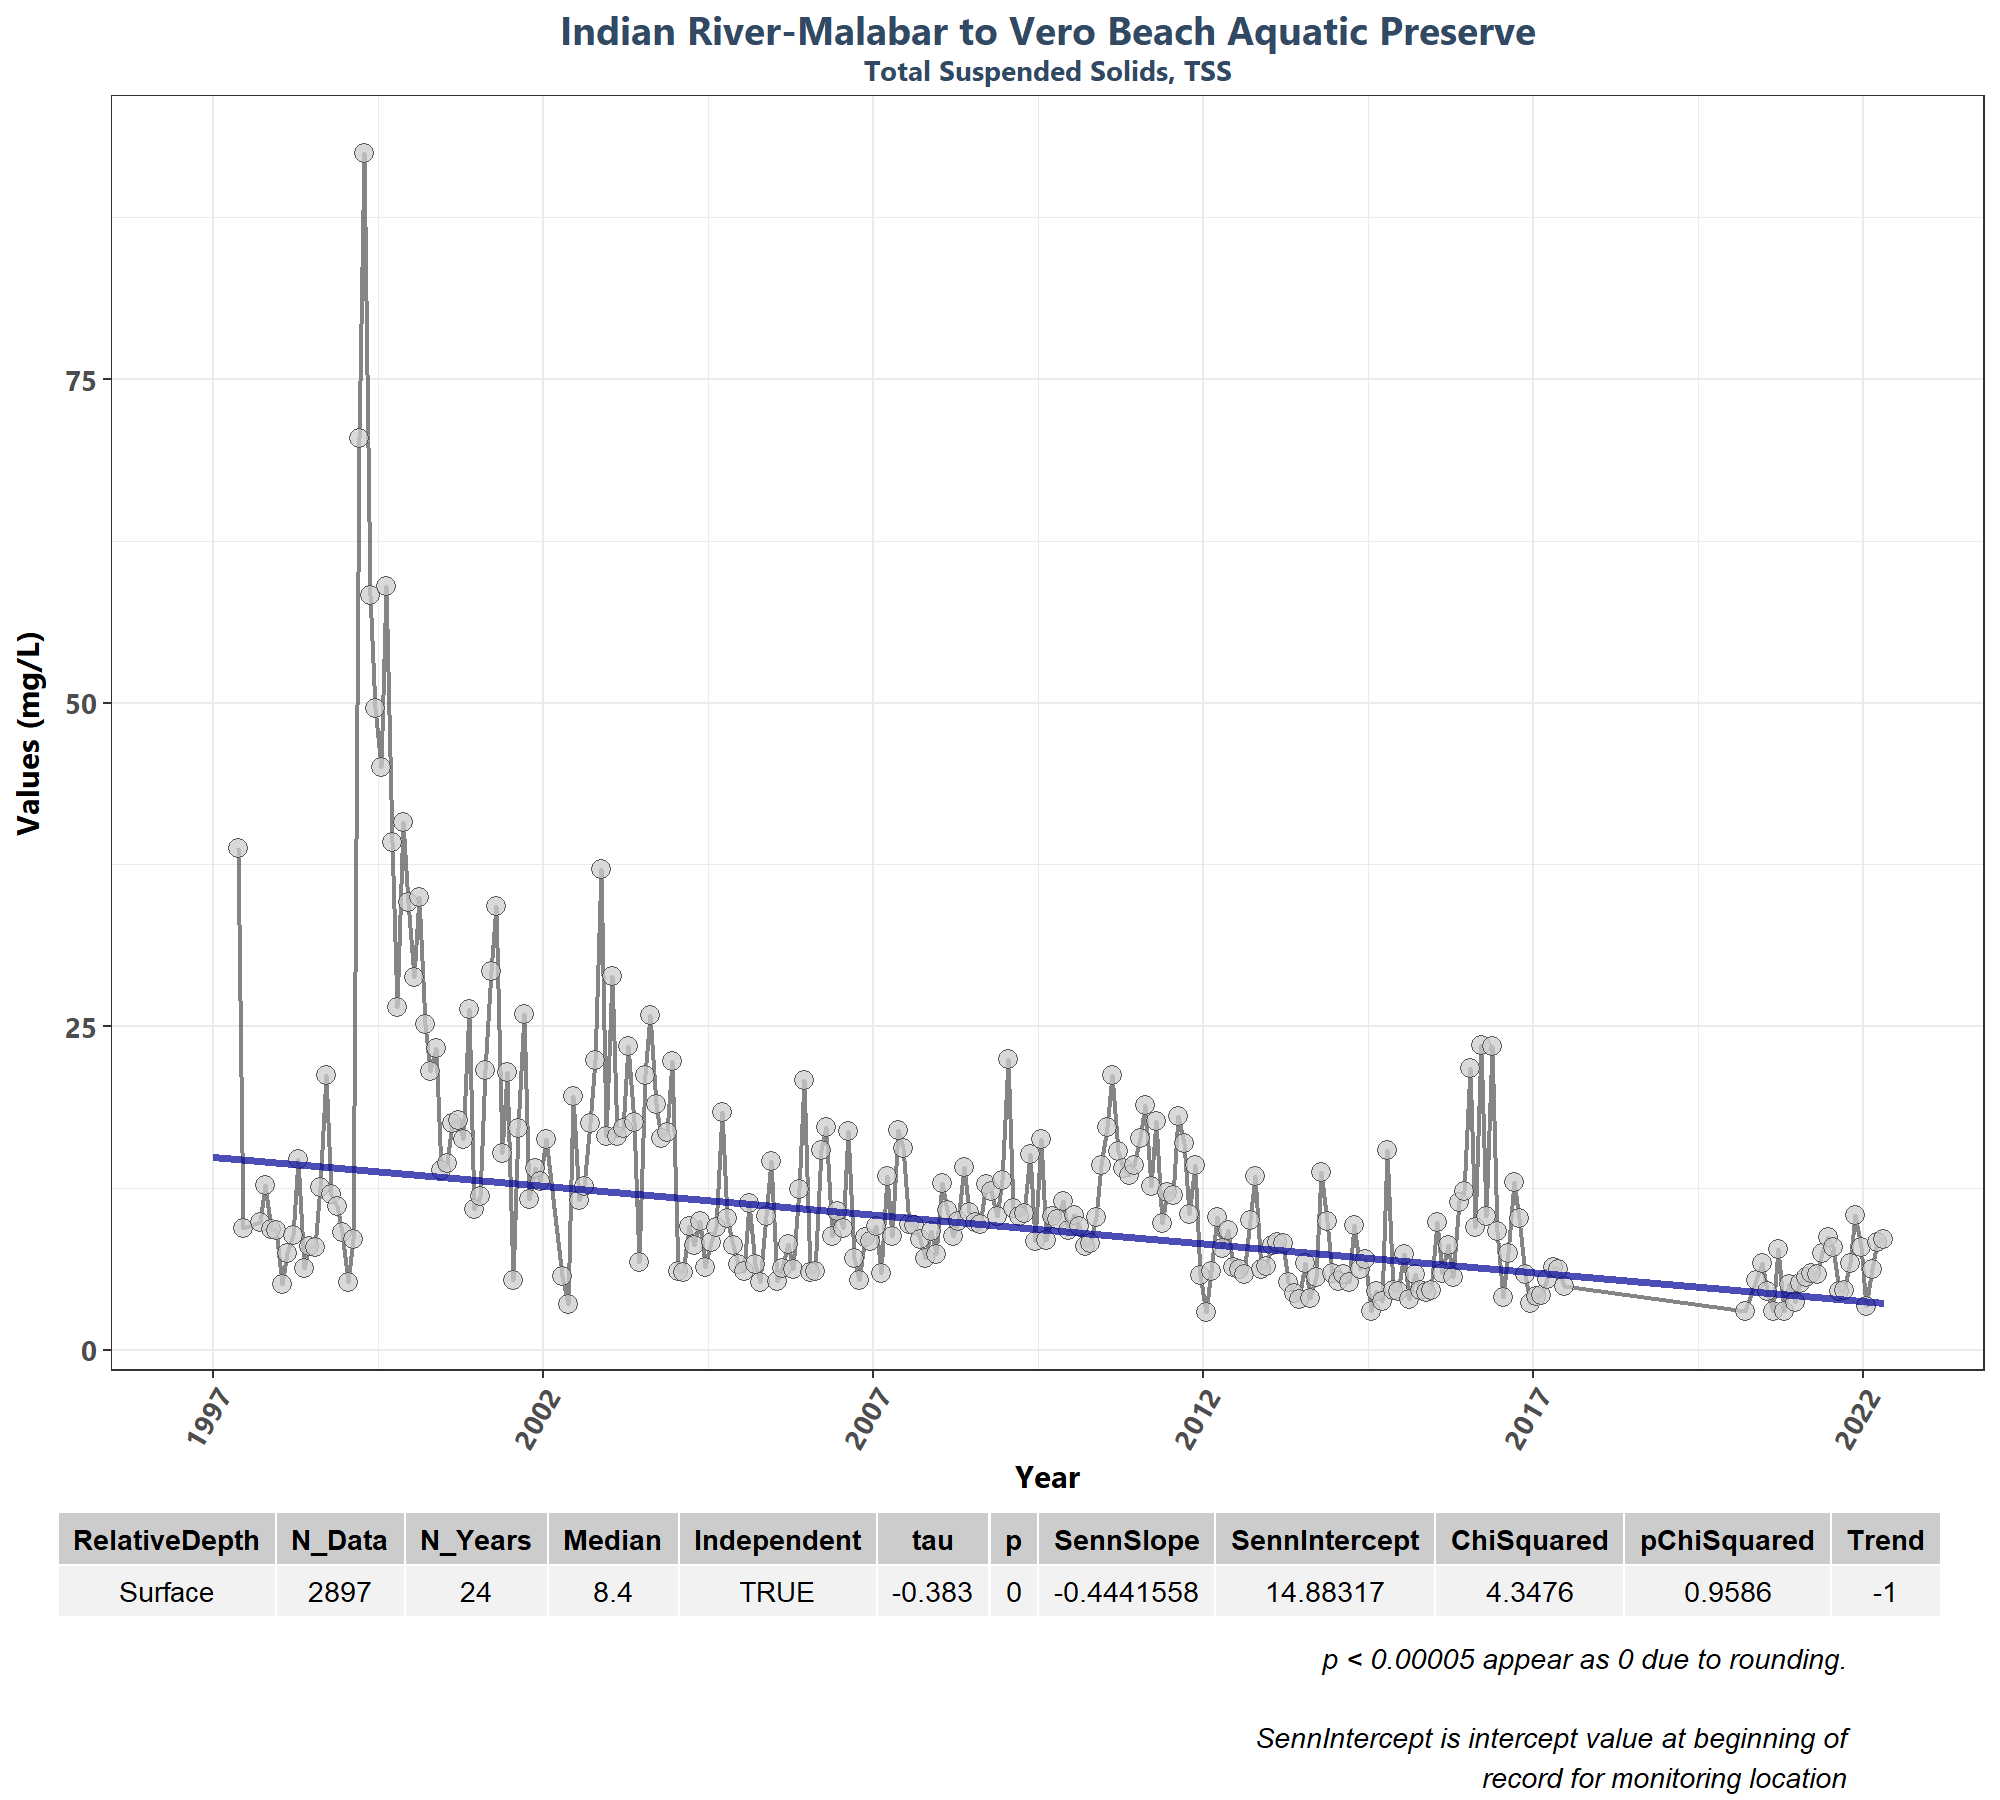 Indian River-Malabar to Vero Beach Aquatic Preserve
Total Suspended Solids, TSS
Values (mg/L)
75
50
25
0
1997
2002
2007
2012
2017
2022
Year
RelativeDepth N_Data N_Years Median Independent tau p SennSlope SennIntercept ChiSquared pChiSquared Trend
Surface 2897 24 8.4 TRUE -0.383 0 -0.4441558 14.88317 4.3476 0.9586 -1
p < 0.00005 appear as 0 due to rounding.
SennIntercept is intercept value at beginning of
record for monitoring location